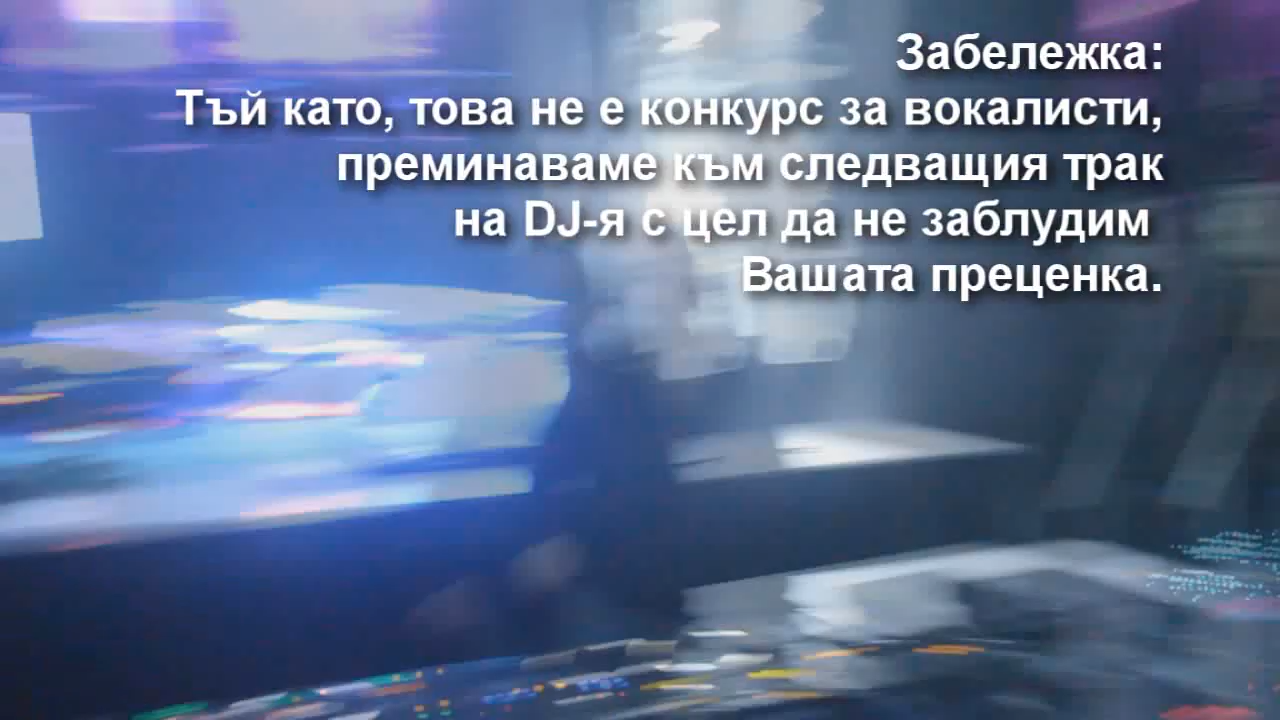 Забележка:
Тъй като, това не е конкурс за вокалисти,
преминаваме към следващия трак
на DJ-я с цел да не заблудим
Вашата преценка.